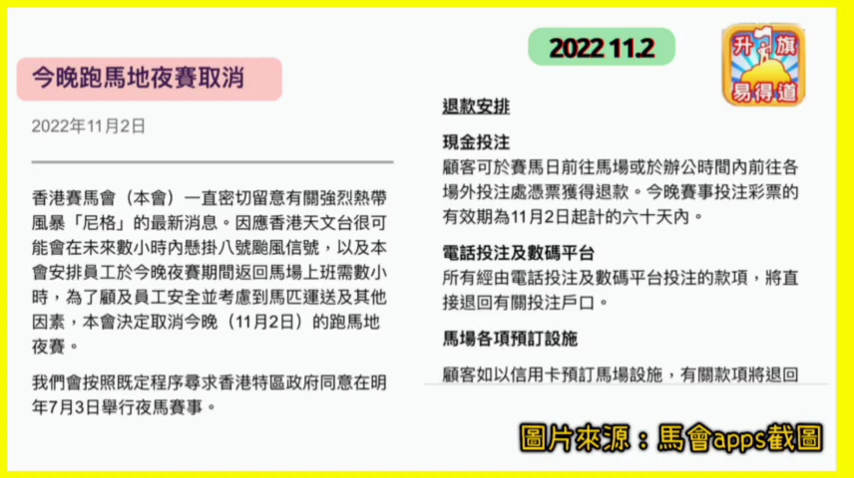 今晚跑馬地夜賽取消
2022年11月2日
香港賽馬會（本會）一直密切留意有關強烈熱帶
風暴「尼格」的最新消息。因應香港天文台很可
能會在未來數小時內懸掛八號颱風信號，以及本
會安排員工於今晚夜賽期間返回馬場上班需數小
時，為了顧及員工安全並考慮到馬匹運送及其他
因素，本會決定取消今晚（11月2日）的跑馬地
夜賽。
我們會按照既定程序尋求香港特區政府同意在明
年7月3日舉行夜馬賽事。
2022 11.2
升旗
易得道
退款安排
現金投注
顧客可於賽馬日前往馬場或於辦公時間內前往各
場外投注處憑票獲得退款。今晚賽事投注彩票的
有效期為11月2日起計的六十天內。
電話投注及數碼平台
所有經由電話投注及數碼平台投注的款項，將直
接退回有關投注戶口。
馬場各項預訂設施
顧客如以信用卡預訂馬場設施，有關款項將退回
圖片來源：馬會apps截圖